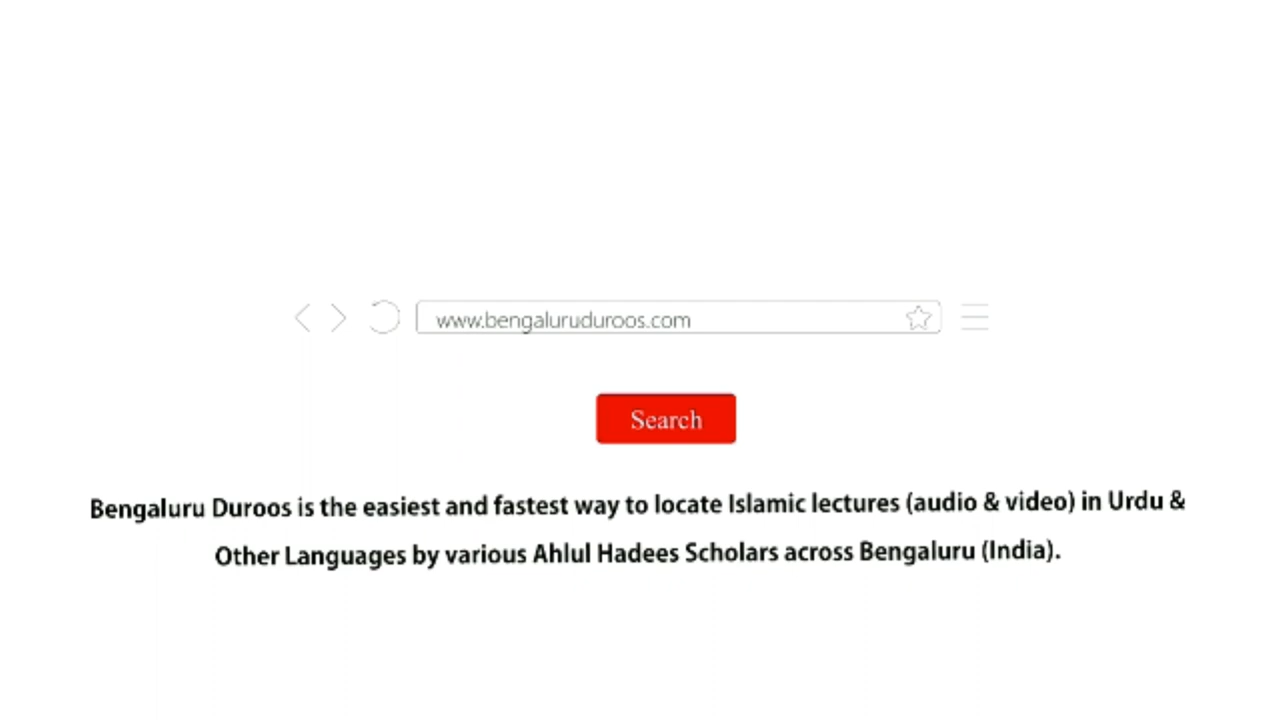 www.bengaluruduroos.com
Search
Bengaluru Duroos is the easiest and fastest way to locate Islamic lectures (audio & video) in Urdu &
Other Languages by various Ahlul Hadees Scholars across Bengaluru (India).